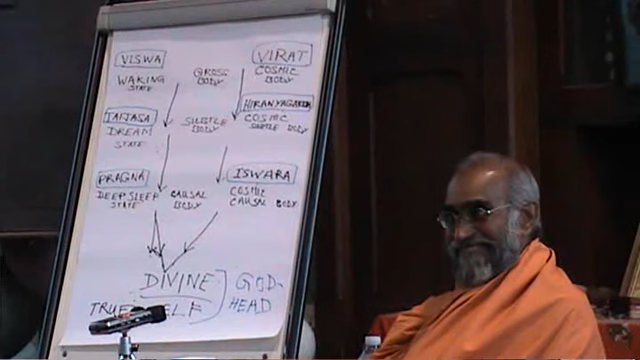 VISWA
WAKING
STATE
GROSS
BODY
VIRAT
COSMIC
BODY
TAIJASA
DREAM
STATE
SUBTLE
BODY
HIRANYAGARBHA
COSMIC
SUBTLE BODY
PRAGNA
DEEP SLEEP
STATE
CAUSAL
BODY
ISWARA
COSMIC
CAUSAL BODY
DIVINE
TRUE SELF
GOD-
HEAD